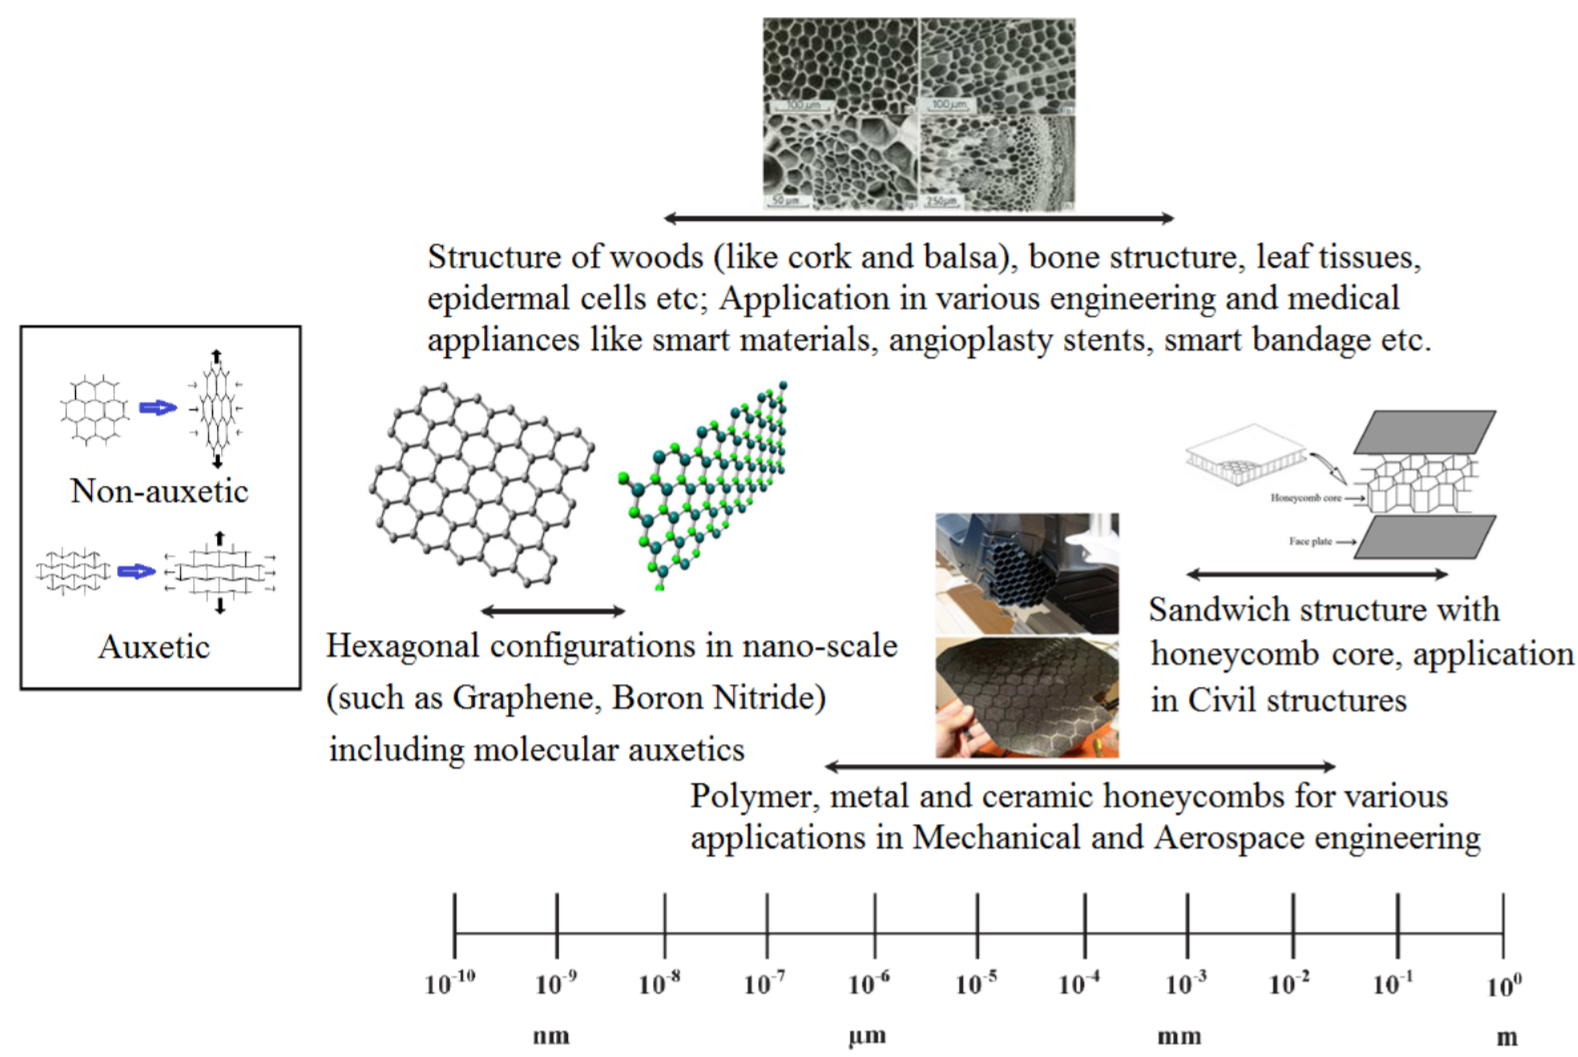 100µm
100µm
50µm
250µm
Structure of woods (like cork and balsa), bone structure, leaf tissues,
epidermal cells etc; Application in various engineering and medical
appliances like smart materials, angioplasty stents, smart bandage etc.
Non-auxetic
Auxetic
Hexagonal configurations in nano-scale
(such as Graphene, Boron Nitride)
including molecular auxetics
Honeycomb core
Face plate
Sandwich structure with
honeycomb core, application
in Civil structures
Polymer, metal and ceramic honeycombs for various
applications in Mechanical and Aerospace engineering
10⁻¹⁰ 10⁻⁹ 10⁻⁸ 10⁻⁷ 10⁻⁶ 10⁻⁵ 10⁻⁴ 10⁻³ 10⁻² 10⁻¹ 10⁰
nm µm mm m